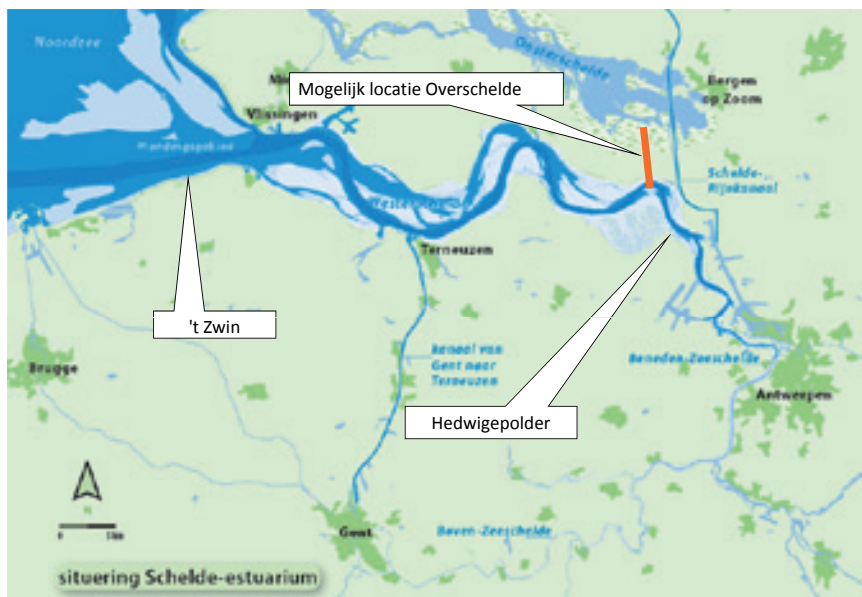 Noordzee
Oosterschelde
Bergen
op Zoom
Mogelijk locatie Overschelde
Vlissingen
Schelde-
Rijnkanaal
Terneuzen
't Zwin
kanaal van
Gent naar
Terneuzen
Beneden-Zeeschelde
Brugge
Antwerpen
Hedwigepolder
N
0
Gent
Boven-Zeeschelde
situering Schelde-estuarium